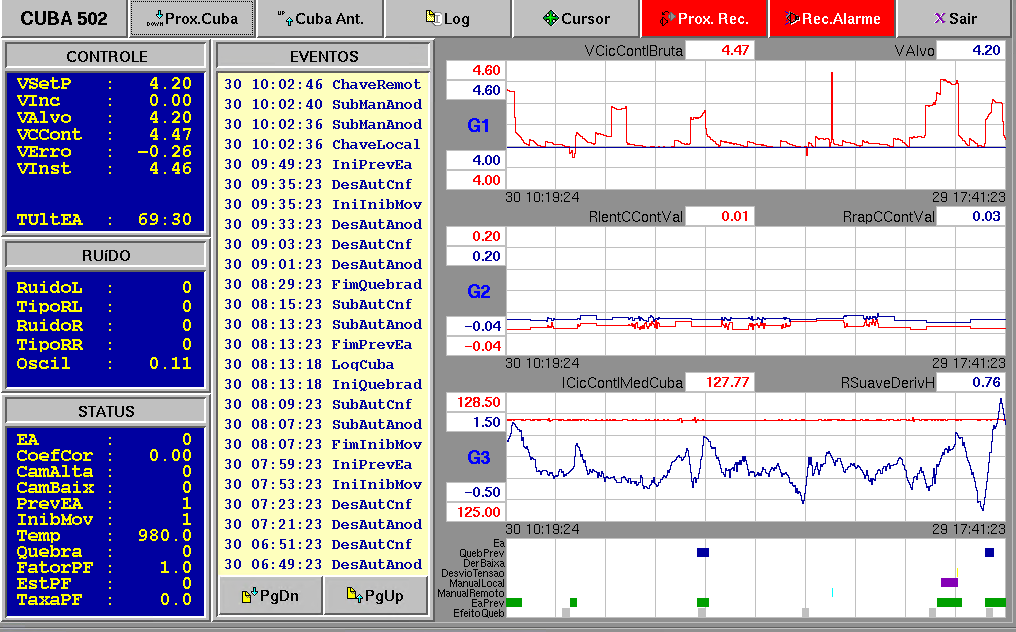 CUBA 502 Prox.Cuba Cuba Ant. Log Cursor Prox. Rec. Rec.Alarme Sair
CONTROLE
VSetP : 4.20
VInc : 0.00
VAlvo : 4.20
VCCont : 4.47
VErro : -0.26
VInst : 4.46
TUltEA : 69:30
RUíDO
RuidoL : 0
TipoRL : 0
RuidoR : 0
TipoRR : 0
Oscil : 0.11
STATUS
EA : 0
CoefCor : 0.00
CamAlta : 0
CamBaix : 0
PrevEA : 1
InibMov : 1
Temp : 980.0
Quebra : 0
FatorPF : 1.0
EstPF : 0
TaxaPF : 0.0
EVENTOS
30 10:02:46 ChaveRemot
30 10:02:40 SubManAnod
30 10:02:36 SubManAnod
30 10:02:36 ChaveLocal
30 09:49:23 IniPrevEa
30 09:35:23 DesAutCnf
30 09:35:23 IniInibMov
30 09:33:23 DesAutAnod
30 09:03:23 DesAutCnf
30 09:01:23 DesAutAnod
30 08:29:23 FimQuebrad
30 08:15:23 SubAutCnf
30 08:13:23 SubAutAnod
30 08:13:23 FimPrevEa
30 08:13:18 LogCuba
30 08:13:18 IniQuebrad
30 08:09:23 SubAutCnf
30 08:07:23 SubAutAnod
30 08:07:23 FimInibMov
30 07:59:23 IniPrevEa
30 07:53:23 IniInibMov
30 07:23:23 DesAutCnf
30 07:21:23 DesAutAnod
30 06:51:23 DesAutCnf
30 06:49:23 DesAutAnod
PgDn PgUp
VCicContlBruta 4.47 VAlvo 4.20
4.60
4.60
G1
4.00
4.00
30 10:19:24 29 17:41:23
RlentCContVal 0.01 RrapCContVal 0.03
0.20
0.20
G2
-0.04
-0.04
30 10:19:24 29 17:41:23
ICicContlMedCuba 127.77 RSuaveDerivH 0.76
128.50
1.50
G3
-0.50
125.00
30 10:19:24 29 17:41:23
Ea
QuebPrev
DerBaixa
DesvioTensao
ManualLocal
ManualRemoto
EaPrev
EfeitoQueb